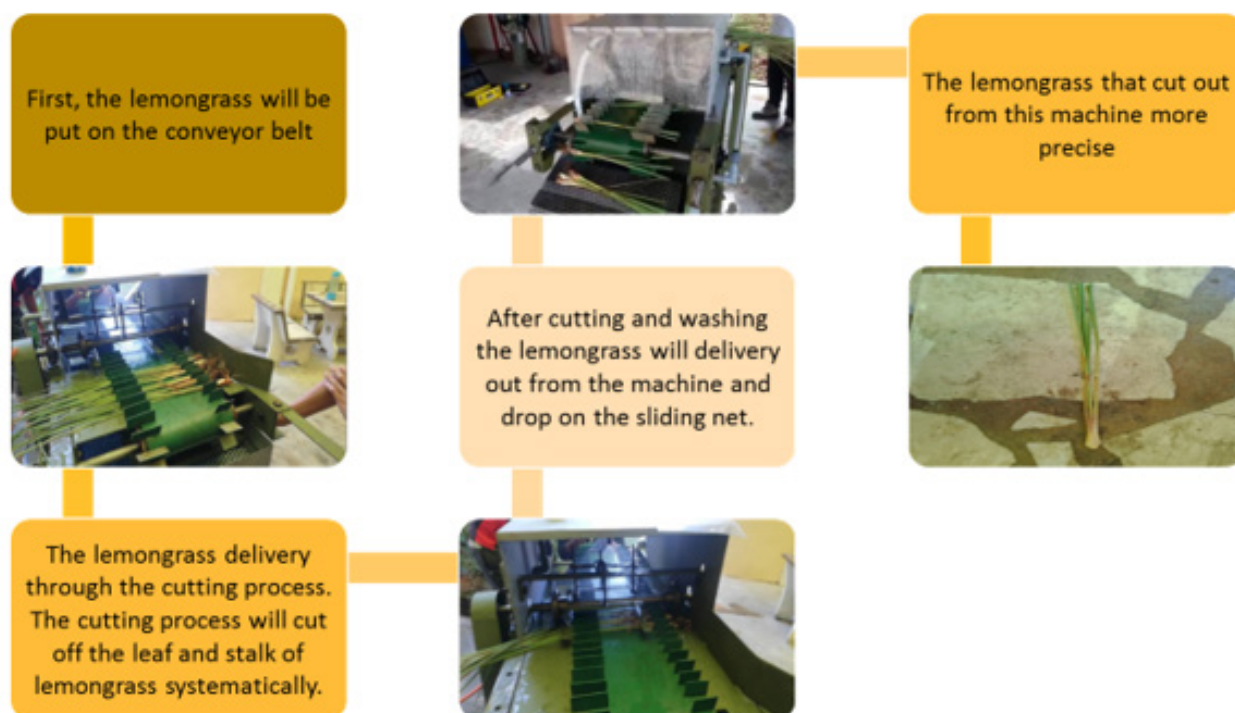 First, the lemongrass will be
put on the conveyor belt
The lemongrass delivery
through the cutting process.
The cutting process will cut
off the leaf and stalk of
lemongrass systematically.
After cutting and washing
the lemongrass will delivery
out from the machine and
drop on the sliding net.
The lemongrass that cut out
from this machine more
precise